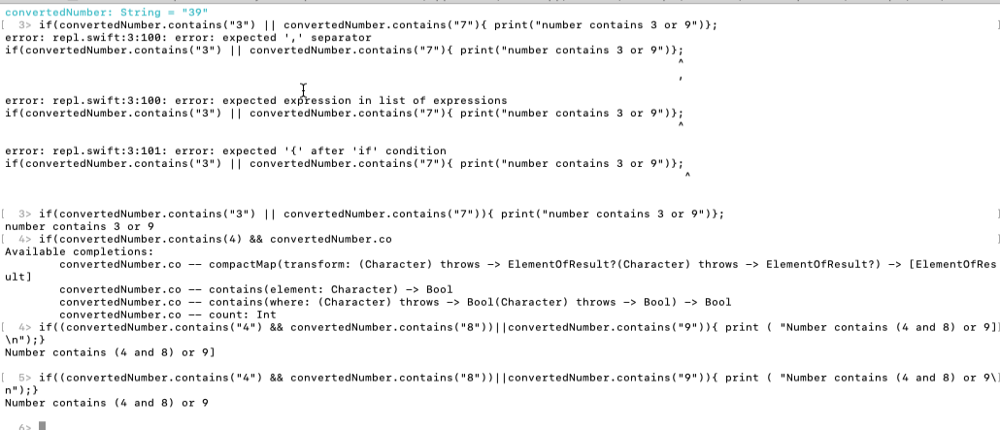 convertedNumber: String = "39"
[  3> if(convertedNumber.contains("3") || convertedNumber.contains("7"){ print("number contains 3 or 9")}; ]
error: repl.swift:3:100: error: expected ',' separator
if(convertedNumber.contains("3") || convertedNumber.contains("7"){ print("number contains 3 or 9")};
^
,
error: repl.swift:3:100: error: expected expression in list of expressions
if(convertedNumber.contains("3") || convertedNumber.contains("7"){ print("number contains 3 or 9")};
^
error: repl.swift:3:101: error: expected '{' after 'if' condition
if(convertedNumber.contains("3") || convertedNumber.contains("7"){ print("number contains 3 or 9")};
^
[  3> if(convertedNumber.contains("3") || convertedNumber.contains("7")){ print("number contains 3 or 9")}; ]
number contains 3 or 9
[  4> if(convertedNumber.contains(4) && convertedNumber.co ]
Available completions:
convertedNumber.co –– compactMap(transform: (Character) throws –> ElementOfResult?(Character) throws –> ElementOfResult?) –> [ElementOfRes
ult]
convertedNumber.co –– contains(element: Character) –> Bool
convertedNumber.co –– contains(where: (Character) throws –> Bool(Character) throws –> Bool) –> Bool
convertedNumber.co –– count: Int
[  4> if((convertedNumber.contains("4") && convertedNumber.contains("8"))||convertedNumber.contains("9")){ print ( "Number contains (4 and 8) or 9]]
\n");}
Number contains (4 and 8) or 9]
[  5> if((convertedNumber.contains("4") && convertedNumber.contains("8"))||convertedNumber.contains("9")){ print ( "Number contains (4 and 8) or 9\]
n");}
Number contains (4 and 8) or 9
6>